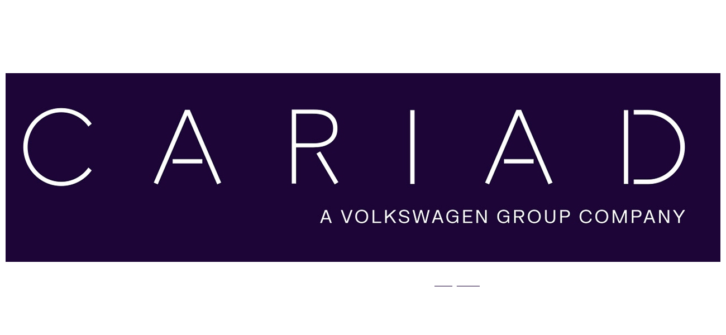 CARIAD
A VOLKSWAGEN GROUP COMPANY